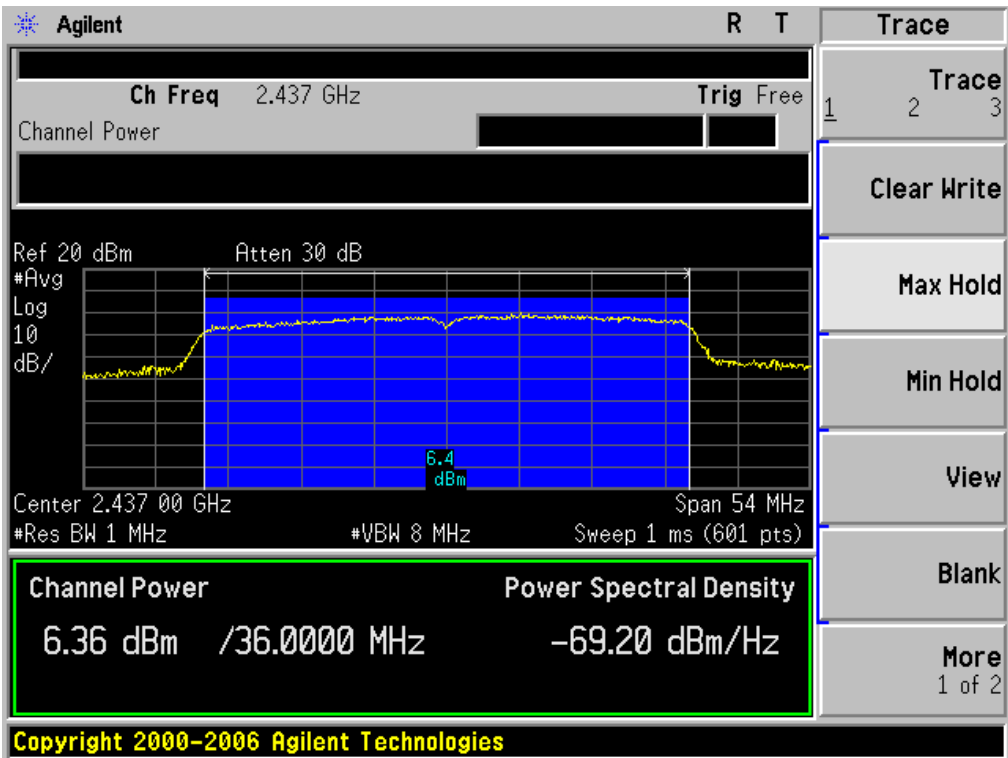 Agilent R T Trace
Ch Freq 2.437 GHz Trig Free
Channel Power
Trace
1 2 3
Clear Write
Max Hold
Min Hold
View
Blank
More
1 of 2
Ref 20 dBm Atten 30 dB
#Avg
Log
10
dB/
6.4
dBm
Center 2.437 00 GHz Span 54 MHz
#Res BW 1 MHz #VBW 8 MHz Sweep 1 ms (601 pts)
Channel Power Power Spectral Density
6.36 dBm /36.0000 MHz -69.20 dBm/Hz
Copyright 2000-2006 Agilent Technologies